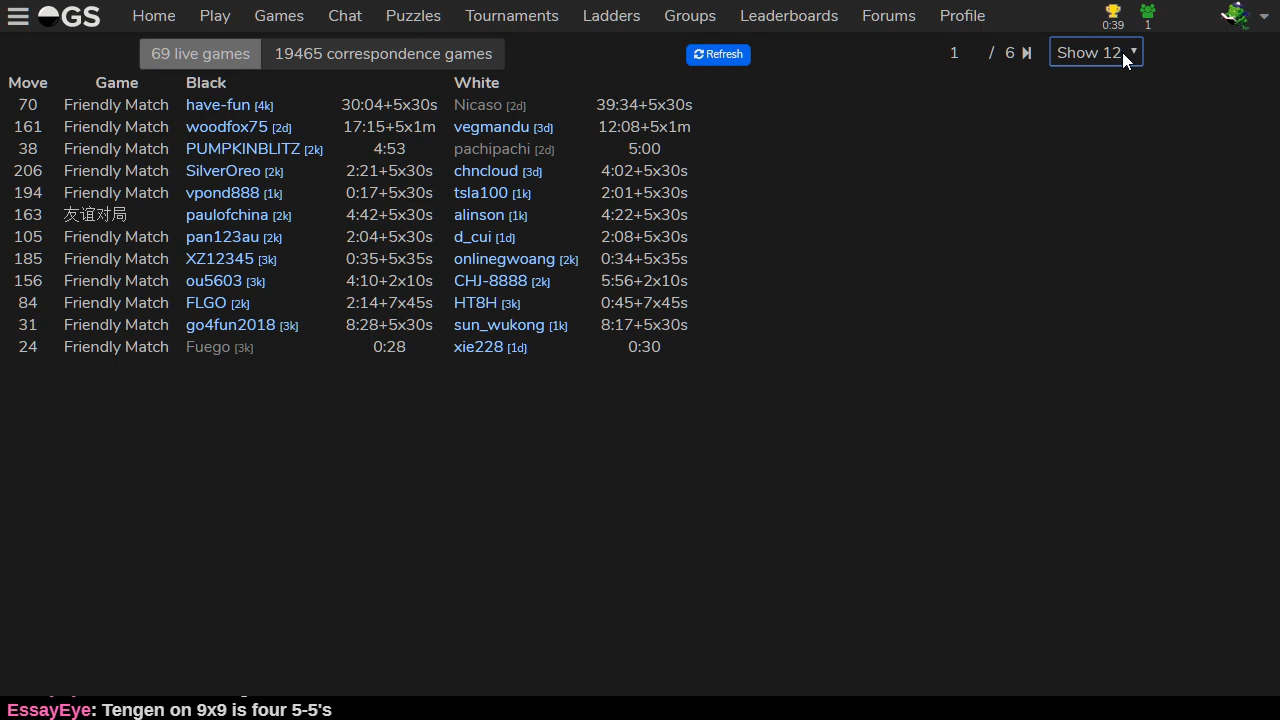 OGS Home Play Games Chat Puzzles Tournaments Ladders Groups Leaderboards Forums Profile 0:39 1
69 live games 19465 correspondence games Refresh 1 / 6 Show 12
Move Game Black White
70 Friendly Match have-fun [4k] 30:04+5x30s Nicaso [2d] 39:34+5x30s
161 Friendly Match woodfox75 [2d] 17:15+5x1m vegmandu [3d] 12:08+5x1m
38 Friendly Match PUMPKINBLITZ [2k] 4:53 pachipachi [2d] 5:00
206 Friendly Match SilverOreo [2k] 2:21+5x30s chncloud [3d] 4:02+5x30s
194 Friendly Match vpond888 [1k] 0:17+5x30s tsla100 [1k] 2:01+5x30s
163 友谊对局 paulofchina [2k] 4:42+5x30s alinson [1k] 4:22+5x30s
105 Friendly Match pan123au [2k] 2:04+5x30s d_cui [1d] 2:08+5x30s
185 Friendly Match XZ12345 [3k] 0:35+5x35s onlinegwoang [2k] 0:34+5x35s
156 Friendly Match ou5603 [3k] 4:10+2x10s CHJ-8888 [2k] 5:56+2x10s
84 Friendly Match FLGO [2k] 2:14+7x45s HT8H [3k] 0:45+7x45s
31 Friendly Match go4fun2018 [3k] 8:28+5x30s sun_wukong [1k] 8:17+5x30s
24 Friendly Match Fuego [3k] 0:28 xie228 [1d] 0:30
EssayEye: Tengen on 9x9 is four 5-5's